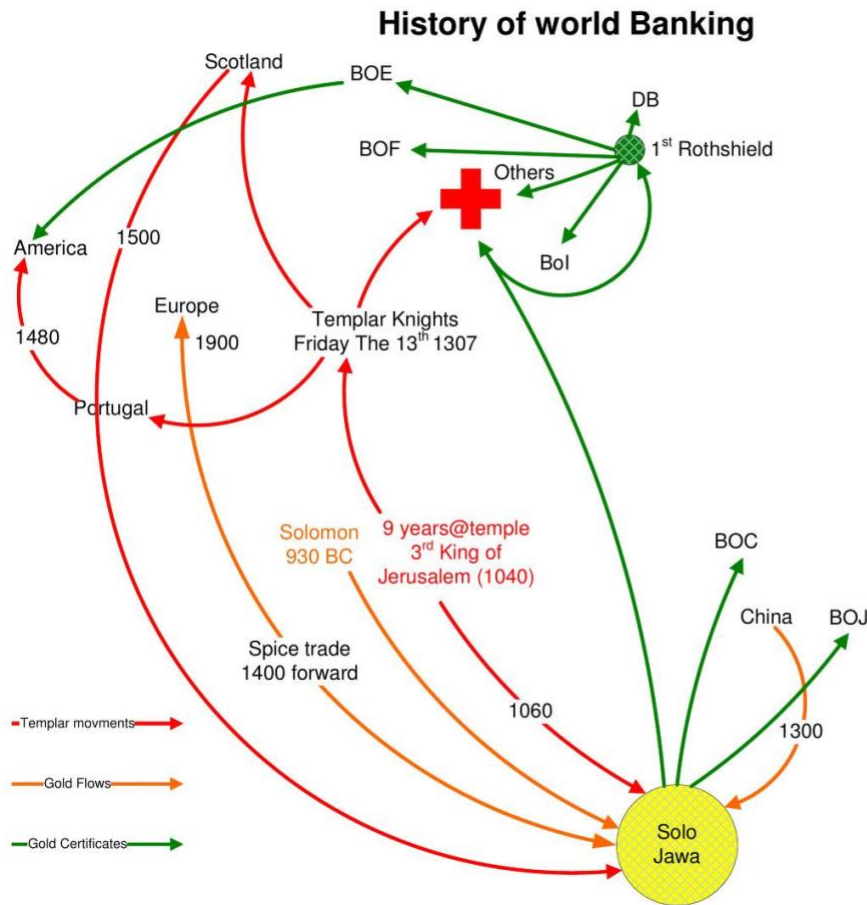 History of world Banking
Scotland
BOE
DB
BOF
1st Rothshield
Others
America
1500
BoI
Europe
Templar Knights
Friday The 13th 1307
1480
1900
Portugal
Solomon
930 BC
9 years@temple
3rd King of
Jerusalem (1040)
BOC
China
BOJ
Spice trade
1400 forward
1060
1300
Templar movments
Gold Flows
Gold Certificates
Solo
Jawa